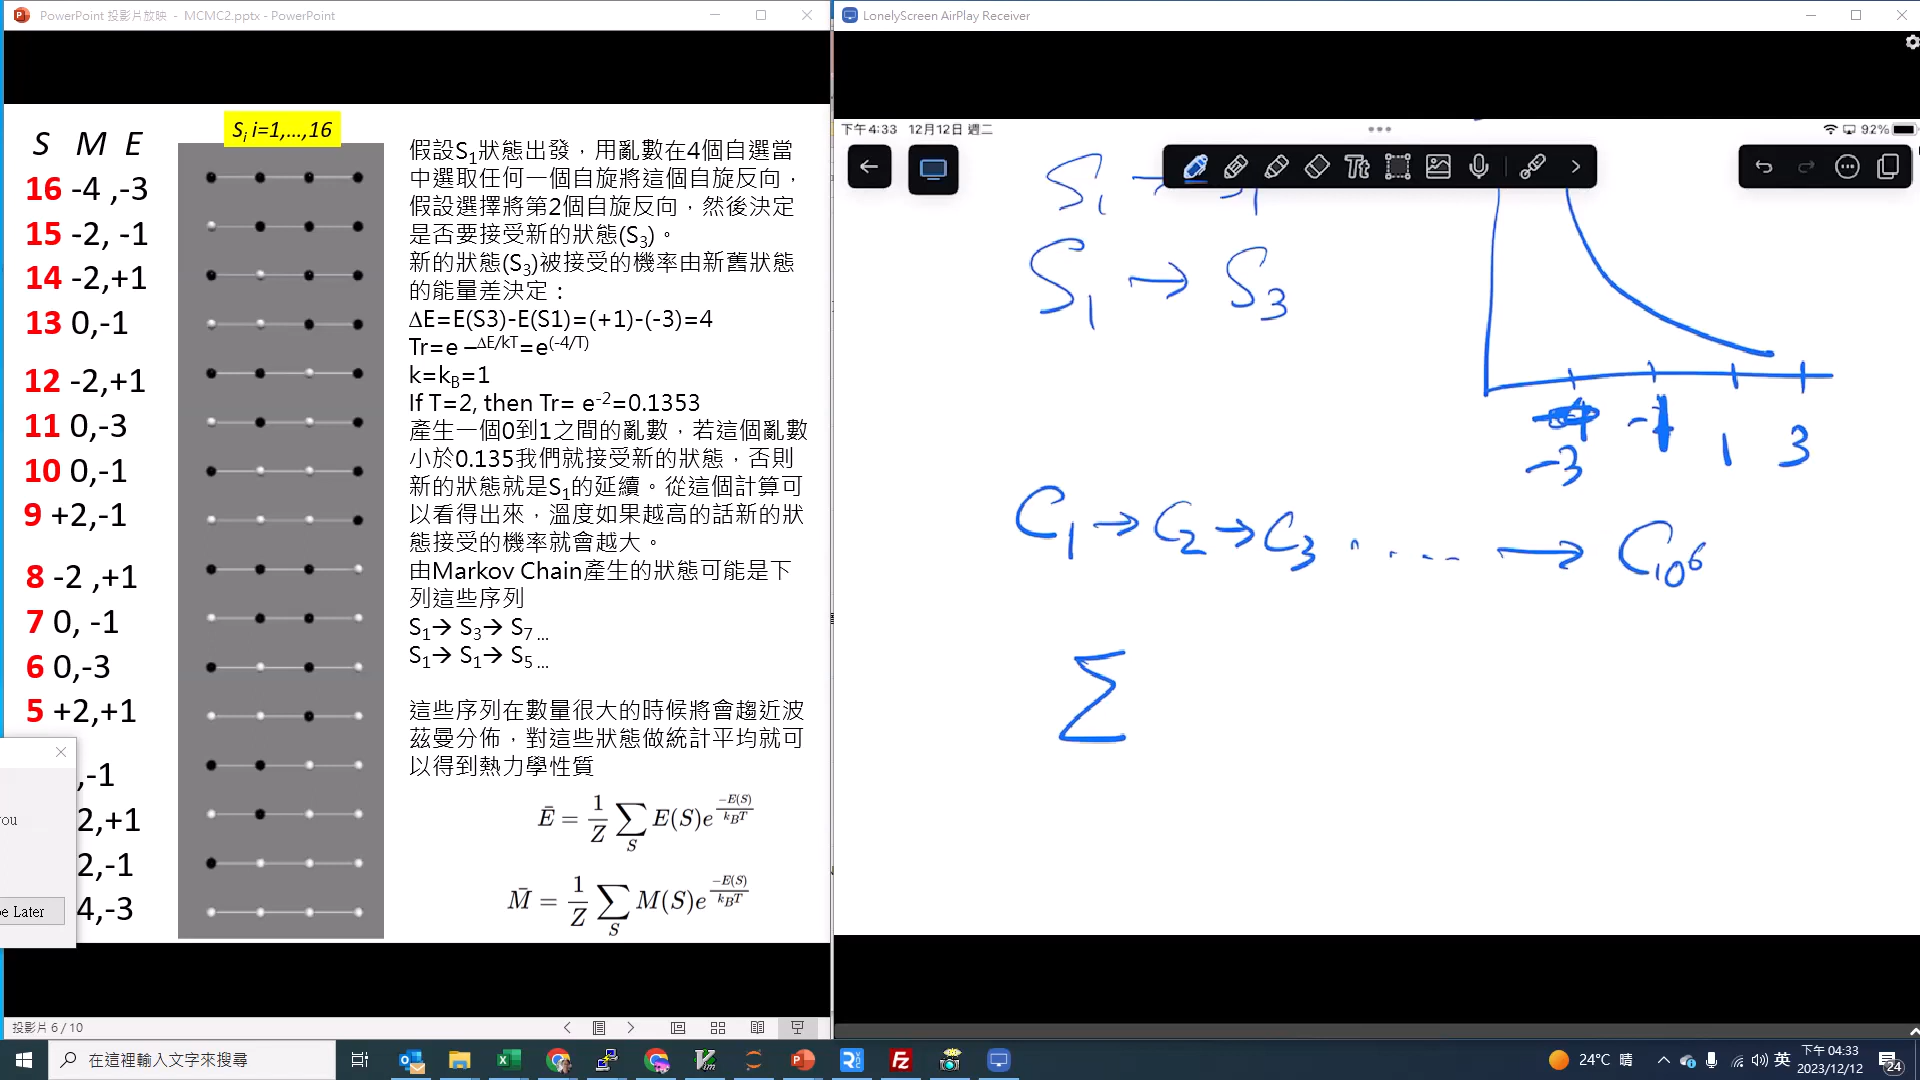 PowerPoint 投影片放映 - MCMC2.pptx - PowerPoint
S M E
16 -4 ,-3
15 -2, -1
14 -2,+1
13 0,-1
12 -2,+1
11 0,-3
10 0,-1
9 +2,-1
8 -2 ,+1
7 0, -1
6 0,-3
5 +2,+1
,-1
2,+1
2,-1
4,-3
ou
e Later
Si i=1,...,16
假設S1狀態出發，用亂數在4個自選當
中選取任何一個自旋將這個自旋反向，
假設選擇將第2個自旋反向，然後決定
是否要接受新的狀態(S3)。
新的狀態(S3)被接受的機率由新舊狀態
的能量差決定：
∆E=E(S3)-E(S1)=(+1)-(-3)=4
Tr=e –∆E/kT=e(-4/T)
k=kB=1
If T=2, then Tr= e-2=0.1353
產生一個0到1之間的亂數，若這個亂數
小於0.135我們就接受新的狀態，否則
新的狀態就是S1的延續。從這個計算可
以看得出來，溫度如果越高的話新的狀
態接受的機率就會越大。
由Markov Chain產生的狀態可能是下
列這些序列
S1→ S3→ S7 ...
S1→ S1→ S5 ...
這些序列在數量很大的時候將會趨近波
茲曼分佈，對這些狀態做統計平均就可
以得到熱力學性質
Ē = 1/Z ∑S E(S)e^(-E(S)/kBT)
M̄ = 1/Z ∑S M(S)e^(-E(S)/kBT)
投影片 6 / 10
LonelyScreen AirPlay Receiver
下午4:33 12月12日 週二
92%
Tt
S1 → S1
S1 → S3
-3 -1 1 3
C1 → C2 → C3 ..... → C10^6
∑
在這裡輸入文字來搜尋
24°C 晴
英
下午 04:33
2023/12/12
24